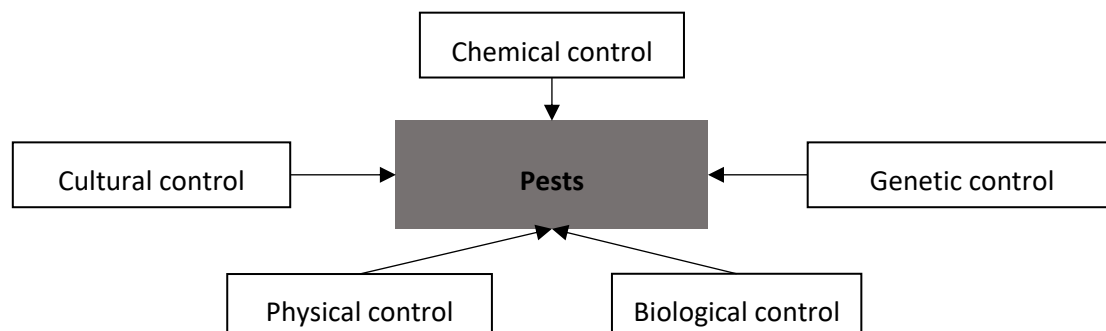 Chemical control
Cultural control
Pests
Genetic control
Physical control
Biological control